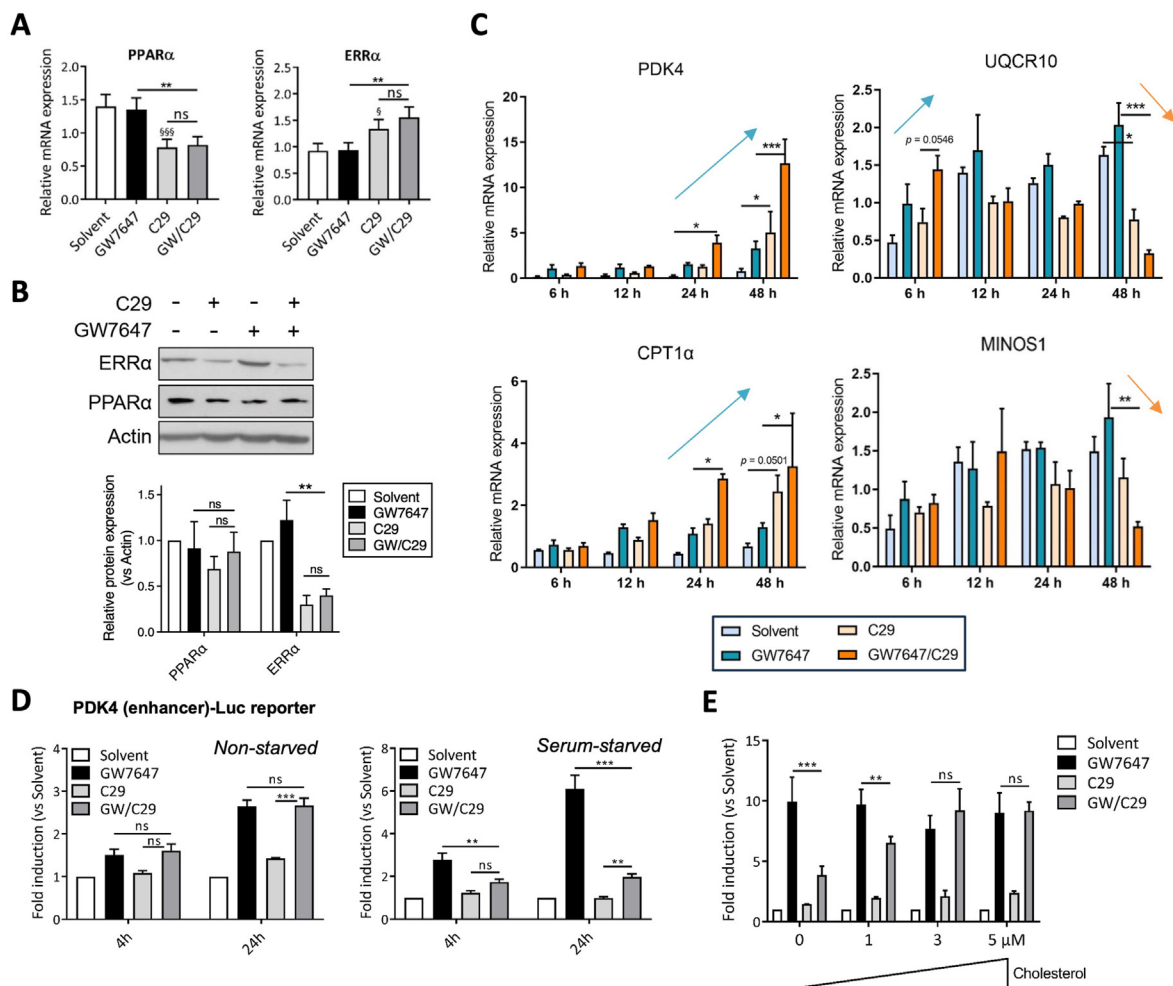 A
PPARα
Relative mRNA expression
2.0
1.5
1.0
0.5
0.0
**
ns
§§§
Solvent
GW7647
C29
GW/C29
ERRα
Relative mRNA expression
2.0
1.5
1.0
0.5
0.0
**
ns
§
Solvent
GW7647
C29
GW/C29
B
C29 - + - +
GW7647 - - + +
ERRα
PPARα
Actin
Relative protein expression
(vs Actin)
1.5
1.0
0.5
0.0
ns
ns
**
ns
PPARα
ERRα
Solvent
GW7647
C29
GW/C29
C
PDK4
Relative mRNA expression
20
15
10
5
0
*
*
***
6 h 12 h 24 h 48 h
UQCR10
Relative mRNA expression
2.5
2.0
1.5
1.0
0.5
0.0
p = 0.0546
***
*
6 h 12 h 24 h 48 h
CPT1α
Relative mRNA expression
6
4
2
0
*
p = 0.0501
*
6 h 12 h 24 h 48 h
MINOS1
Relative mRNA expression
2.5
2.0
1.5
1.0
0.5
0.0
**
6 h 12 h 24 h 48 h
Solvent C29
GW7647 GW7647/C29
D
PDK4 (enhancer)-Luc reporter
Fold induction (vs Solvent)
4
3
2
1
0
Solvent
GW7647
C29
GW/C29
Non-starved
ns
ns
ns
***
4h
24h
Fold induction (vs Solvent)
8
6
4
2
0
Solvent
GW7647
C29
GW/C29
Serum-starved
**
ns
***
**
4h
24h
E
Fold induction (vs Solvent)
15
10
5
0
***
**
ns
ns
Solvent
GW7647
C29
GW/C29
0 1 3 5 µM
Cholesterol